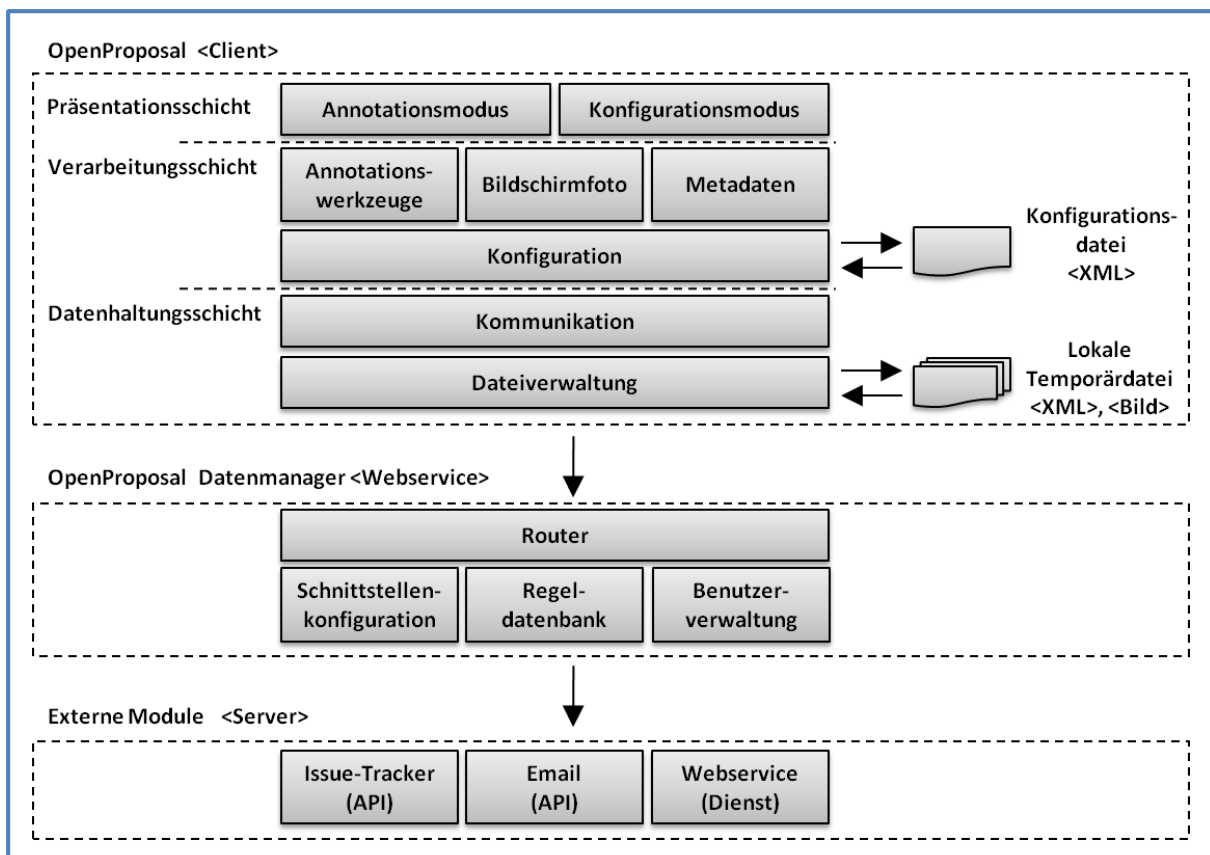 OpenProposal <Client>
Präsentationsschicht
Annotationsmodus
Konfigurationsmodus
Verarbeitungsschicht
Annotations-
werkzeuge
Bildschirmfoto
Metadaten
Konfiguration
Konfigurations-
datei
<XML>
Datenhaltungsschicht
Kommunikation
Dateiverwaltung
Lokale
Temporärdatei
<XML>, <Bild>
OpenProposal Datenmanager <Webservice>
Router
Schnittstellen-
konfiguration
Regel-
datenbank
Benutzer-
verwaltung
Externe Module <Server>
Issue-Tracker
(API)
Email
(API)
Webservice
(Dienst)